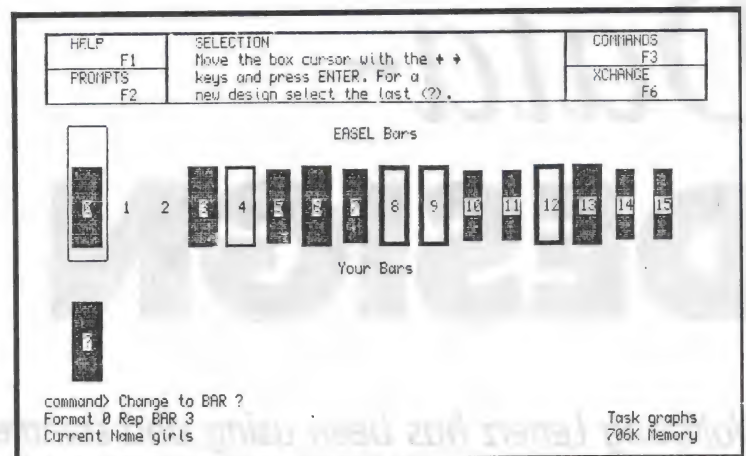 HELP
F1
PROMPTS
F2
SELECTION
Move the box cursor with the ← →
keys and press ENTER. For a
new design select the last (?).
COMMANDS
F3
XCHANGE
F6
EASEL Bars
0 1 2 3 4 5 6 7 8 9 10 11 12 13 14 15
Your Bars
?
command> Change to BAR ?
Format 0 Rep BAR 3
Current Name girls
Task graphs
706K Memory